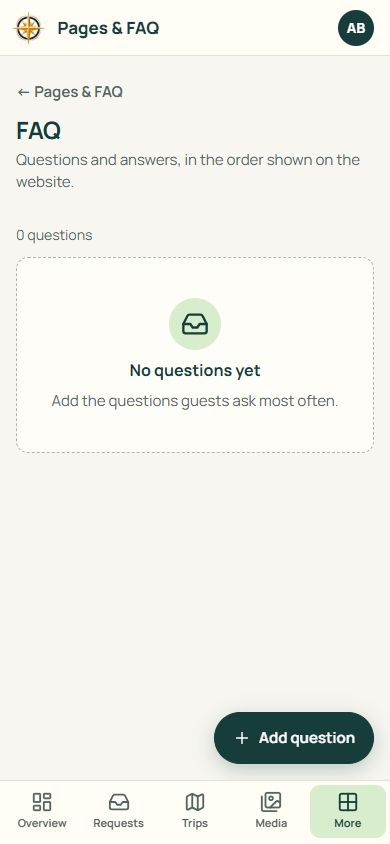 Pages & FAQ
AB
← Pages & FAQ
FAQ
Questions and answers, in the order shown on the
website.
0 questions
No questions yet
Add the questions guests ask most often.
+ Add question
Overview
Requests
Trips
Media
More